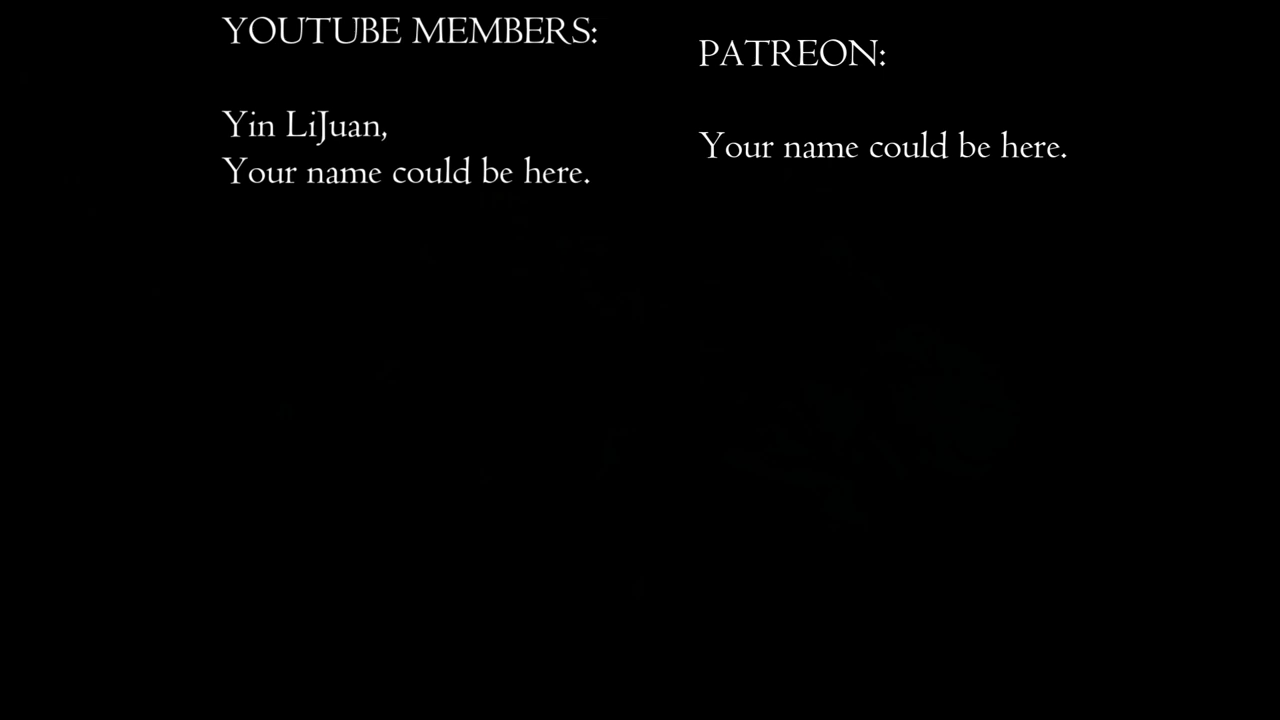 YOUTUBE MEMBERS:
Yin LiJuan,
Your name could be here.
PATREON:
Your name could be here.